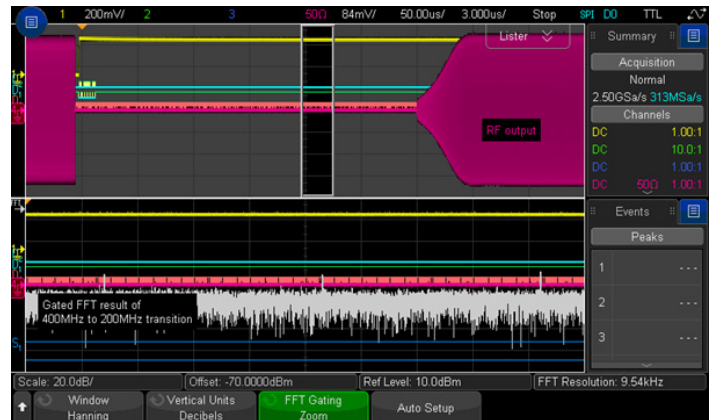 1 200mV/ 2 3 50Ω 84mV/ 50.00us/ 3.000us/ Stop SPI D0 TTL
Lister
Summary
Acquisition
Normal
2.50GSa/s 313MSa/s
Channels
DC 1.00:1
DC 10.0:1
DC 1.00:1
DC 50Ω 1.00:1
RF output
FFT
Events
Peaks
1 ---
2 ---
3 ---
Gated FFT result of
400MHz to 200MHz transition
Scale: 20.0dB/ Offset: -70.0000dBm Ref Level: 10.0dBm FFT Resolution: 9.54kHz
Window
Hanning
Vertical Units
Decibels
FFT Gating
Zoom
Auto Setup